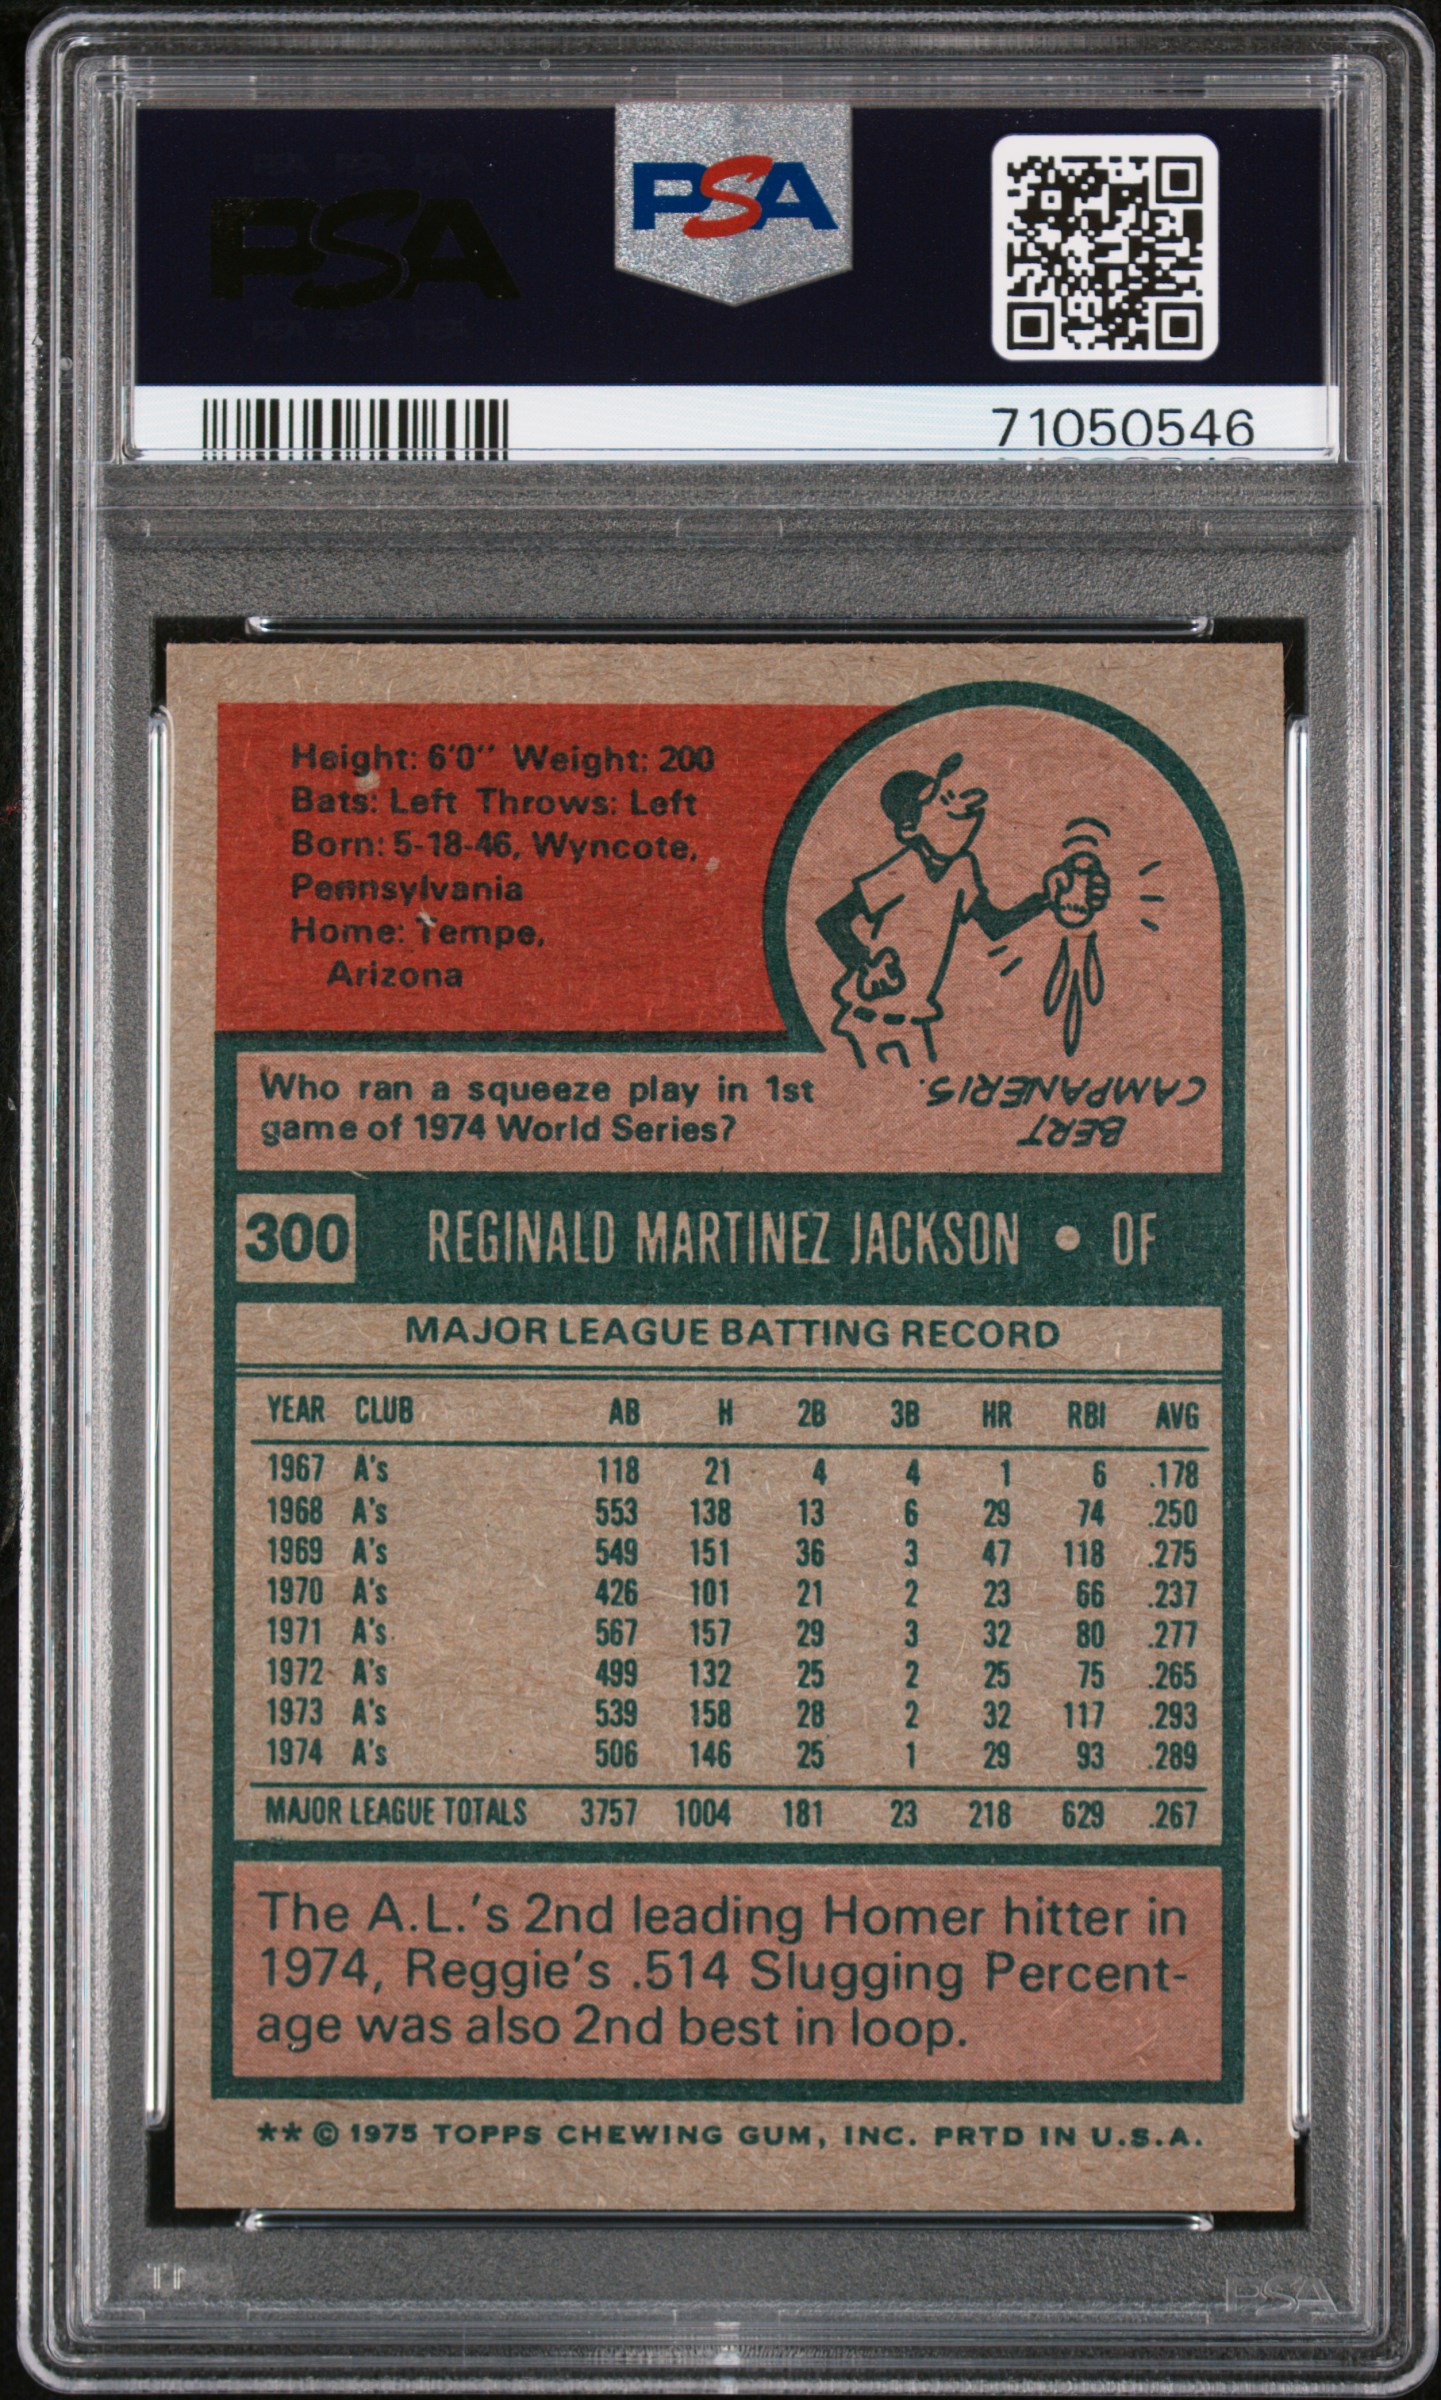 PSA
PSA
71050546
Height: 6'0" Weight: 200
Bats: Left Throws: Left
Born: 5-18-46, Wyncote,
Pennsylvania
Home: Tempe,
Arizona
Who ran a squeeze play in 1st
game of 1974 World Series?
BERT
CAMPANERIS.
300 REGINALD MARTINEZ JACKSON • OF
MAJOR LEAGUE BATTING RECORD
YEAR CLUB AB H 2B 3B HR RBI AVG
1967 A's 118 21 4 4 1 6 .178
1968 A's 553 138 13 6 29 74 .250
1969 A's 549 151 36 3 47 118 .275
1970 A's 426 101 21 2 23 66 .237
1971 A's 567 157 29 3 32 80 .277
1972 A's 499 132 25 2 25 75 .265
1973 A's 539 158 28 2 32 117 .293
1974 A's 506 146 25 1 29 93 .289
MAJOR LEAGUE TOTALS 3757 1004 181 23 218 629 .267
The A.L.'s 2nd leading Homer hitter in
1974, Reggie's .514 Slugging Percent-
age was also 2nd best in loop.
** © 1975 TOPPS CHEWING GUM, INC. PRTD IN U.S.A.
PSA